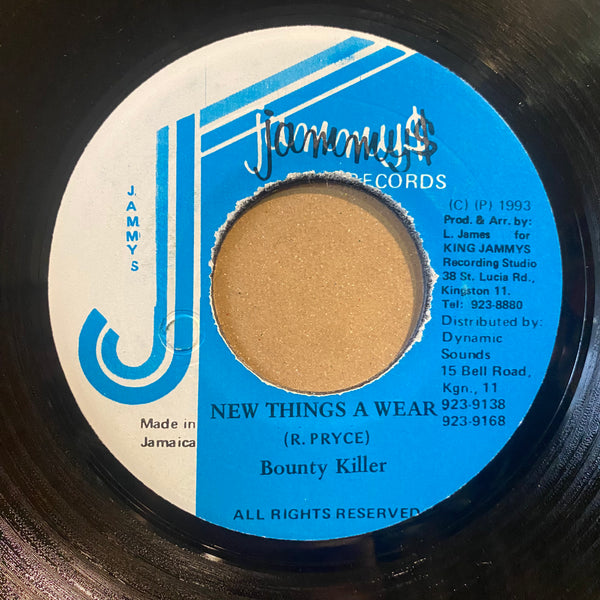 jammy$
RECORDS
JAMMYS
(C) (P) 1993
Prod. & Arr. by:
L. James for
KING JAMMYS
Recording Studio
38 St. Lucia Rd.,
Kingston 11.
Tel: 923-8880
Distributed by:
Dynamic
Sounds
15 Bell Road,
Kgn., 11
923-9138
923-9168
Made in
Jamaica
NEW THINGS A WEAR
(R. PRYCE)
Bounty Killer
ALL RIGHTS RESERVED